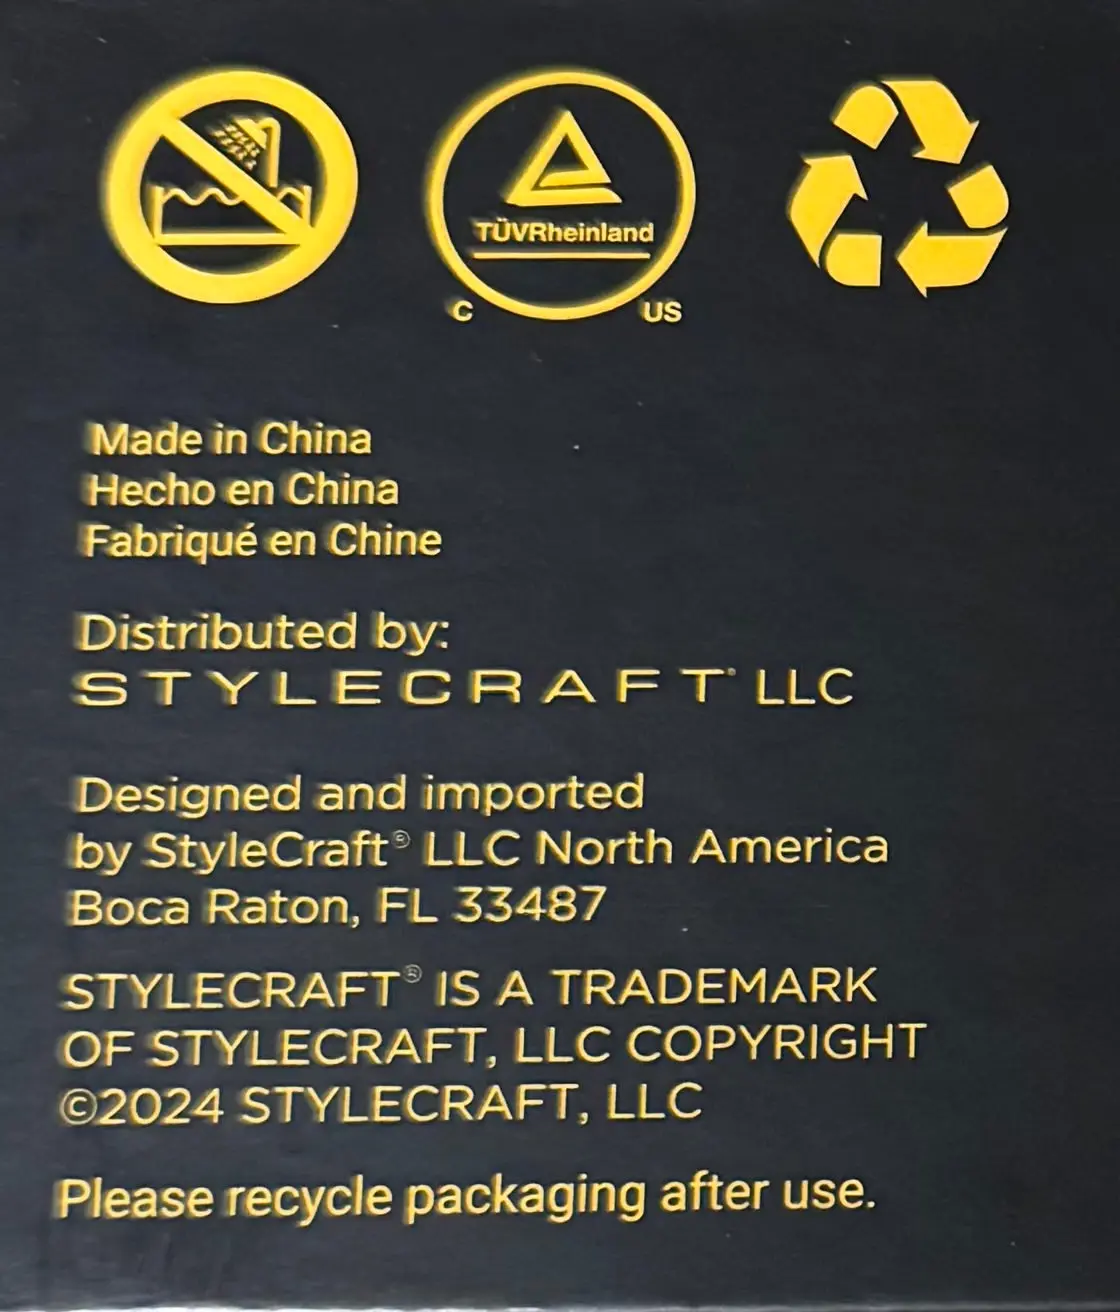 TÜVRheinland
C US
Made in China
Hecho en China
Fabriqué en Chine
Distributed by:
STYLECRAFT® LLC
Designed and imported
by StyleCraft® LLC North America
Boca Raton, FL 33487
STYLECRAFT® IS A TRADEMARK
OF STYLECRAFT, LLC COPYRIGHT
©2024 STYLECRAFT, LLC
Please recycle packaging after use.